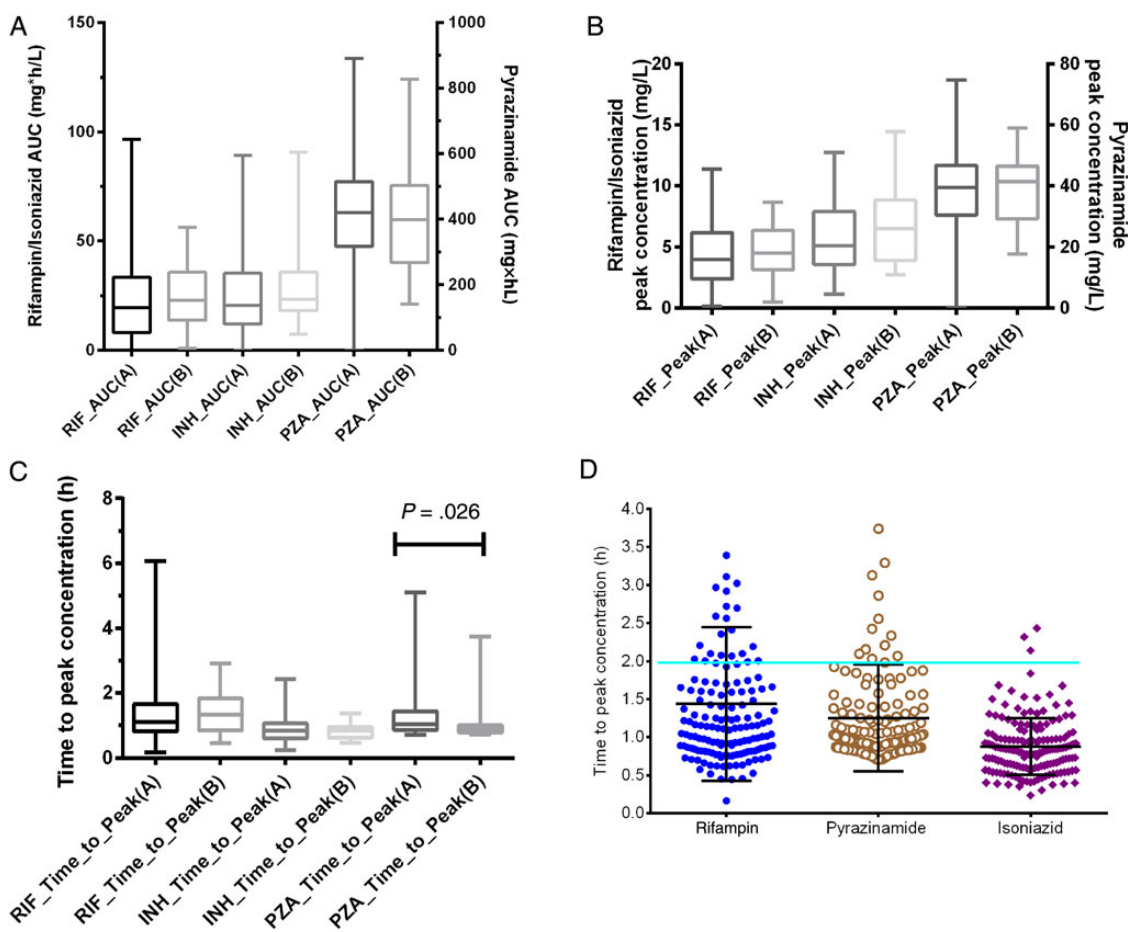 A
Rifampin/Isoniazid AUC (mg*h/L)
150
100
50
0
1000
800
600
400
200
0
Pyrazinamide AUC (mg×hL)
RIF_AUC(A)
RIF_AUC(B)
INH_AUC(A)
INH_AUC(B)
PZA_AUC(A)
PZA_AUC(B)
B
Rifampin/Isoniazid
peak concentration (mg/L)
20
15
10
5
0
80
60
40
20
0
Pyrazinamide
peak concentration (mg/L)
RIF_Peak(A)
RIF_Peak(B)
INH_Peak(A)
INH_Peak(B)
PZA_Peak(A)
PZA_Peak(B)
C
Time to peak concentration (h)
8
6
4
2
0
P = .026
RIF_Time_to_Peak(A)
RIF_Time_to_Peak(B)
INH_Time_to_Peak(A)
INH_Time_to_Peak(B)
PZA_Time_to_Peak(A)
PZA_Time_to_Peak(B)
D
Time to peak concentration (h)
4.0
3.5
3.0
2.5
2.0
1.5
1.0
0.5
0.0
Rifampin
Pyrazinamide
Isoniazid